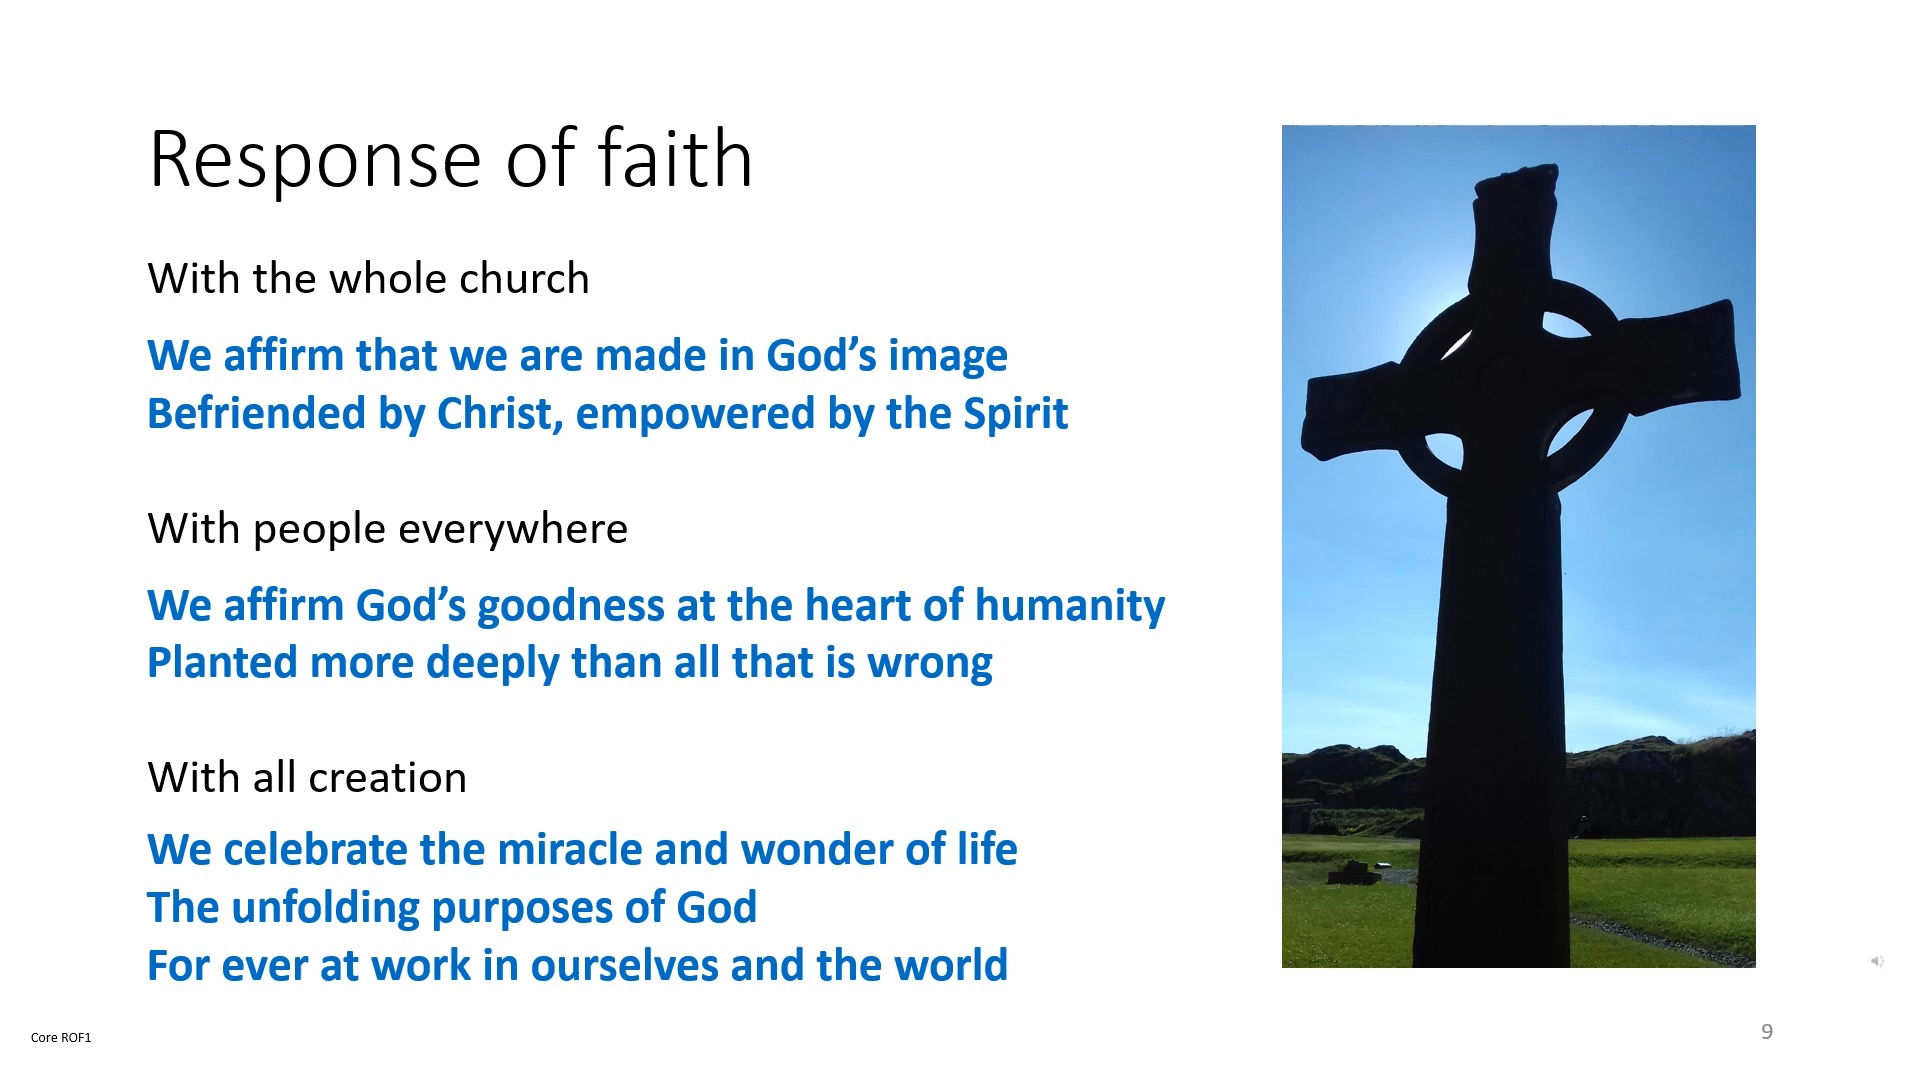 Response of faith
With the whole church
We affirm that we are made in God’s image
Befriended by Christ, empowered by the Spirit
With people everywhere
We affirm God’s goodness at the heart of humanity
Planted more deeply than all that is wrong
With all creation
We celebrate the miracle and wonder of life
The unfolding purposes of God
For ever at work in ourselves and the world
Core ROF1
9